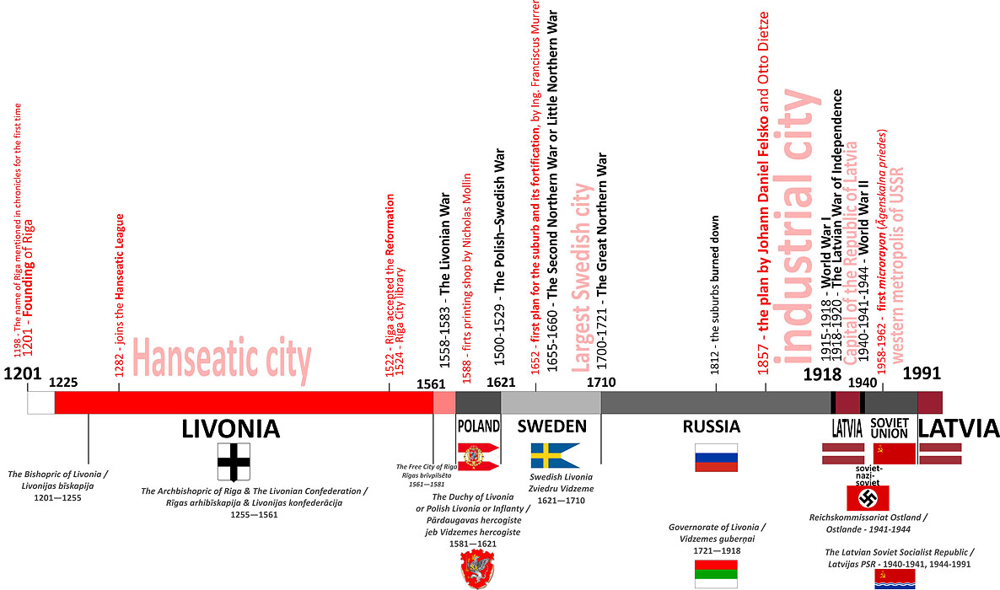 1198 - The name of Riga mentioned in chronicles for the first time
1201 - Founding of Riga
1282 - joins the Hanseatic League
Hanseatic city
1522 - Riga accepted the Reformation
1524 - Riga City library
1558-1583 - The Livonian War
1588 - firts printing shop by Nicholas Mollin
1500-1529 - The Polish–Swedish War
1652 - first plan for the suburb and its fortification, by Ing. Franciscus Murrer
1655-1660 - The Second Northern War or Little Northern War
Largest Swedish city
1700-1721 - The Great Northern War
1812 - the suburbs burned down
1857 - the plan by Johann Daniel Felsko and Otto Dietze
industrial city
1915-1918 - World War I
1918-1920 - The Latvian War of Independence
Capital of the Republic of Latvia
1940-1941-1944 - World War II
1958-1962 - first microrayon (Āgenskalna priedes)
western metropolis of USSR
1201
1225
1561
1621
1710
1918
1940
1991
LIVONIA
POLAND
SWEDEN
RUSSIA
LATVIA
SOVIET
UNION
LATVIA
The Bishopric of Livonia /
Livonijas bīskapija
1201—1255
The Archbishopric of Riga & The Livonian Confederation /
Rīgas arhibīskapija & Livonijas konfederācija
1255—1561
The Free City of Riga
Rīgas brīvpilsēta
1561—1581
The Duchy of Livonia
or Polish Livonia or Inflanty /
Pārdaugavas hercogiste
jeb Vidzemes hercogiste
1581—1621
Swedish Livonia
Zviedru Vidzeme
1621—1710
Governorate of Livonia /
Vidzemes guberņai
1721—1918
soviet-
nazi-
soviet
Reichskommissariat Ostland /
Ostlande - 1941-1944
The Latvian Soviet Socialist Republic /
Latvijas PSR - 1940-1941, 1944-1991